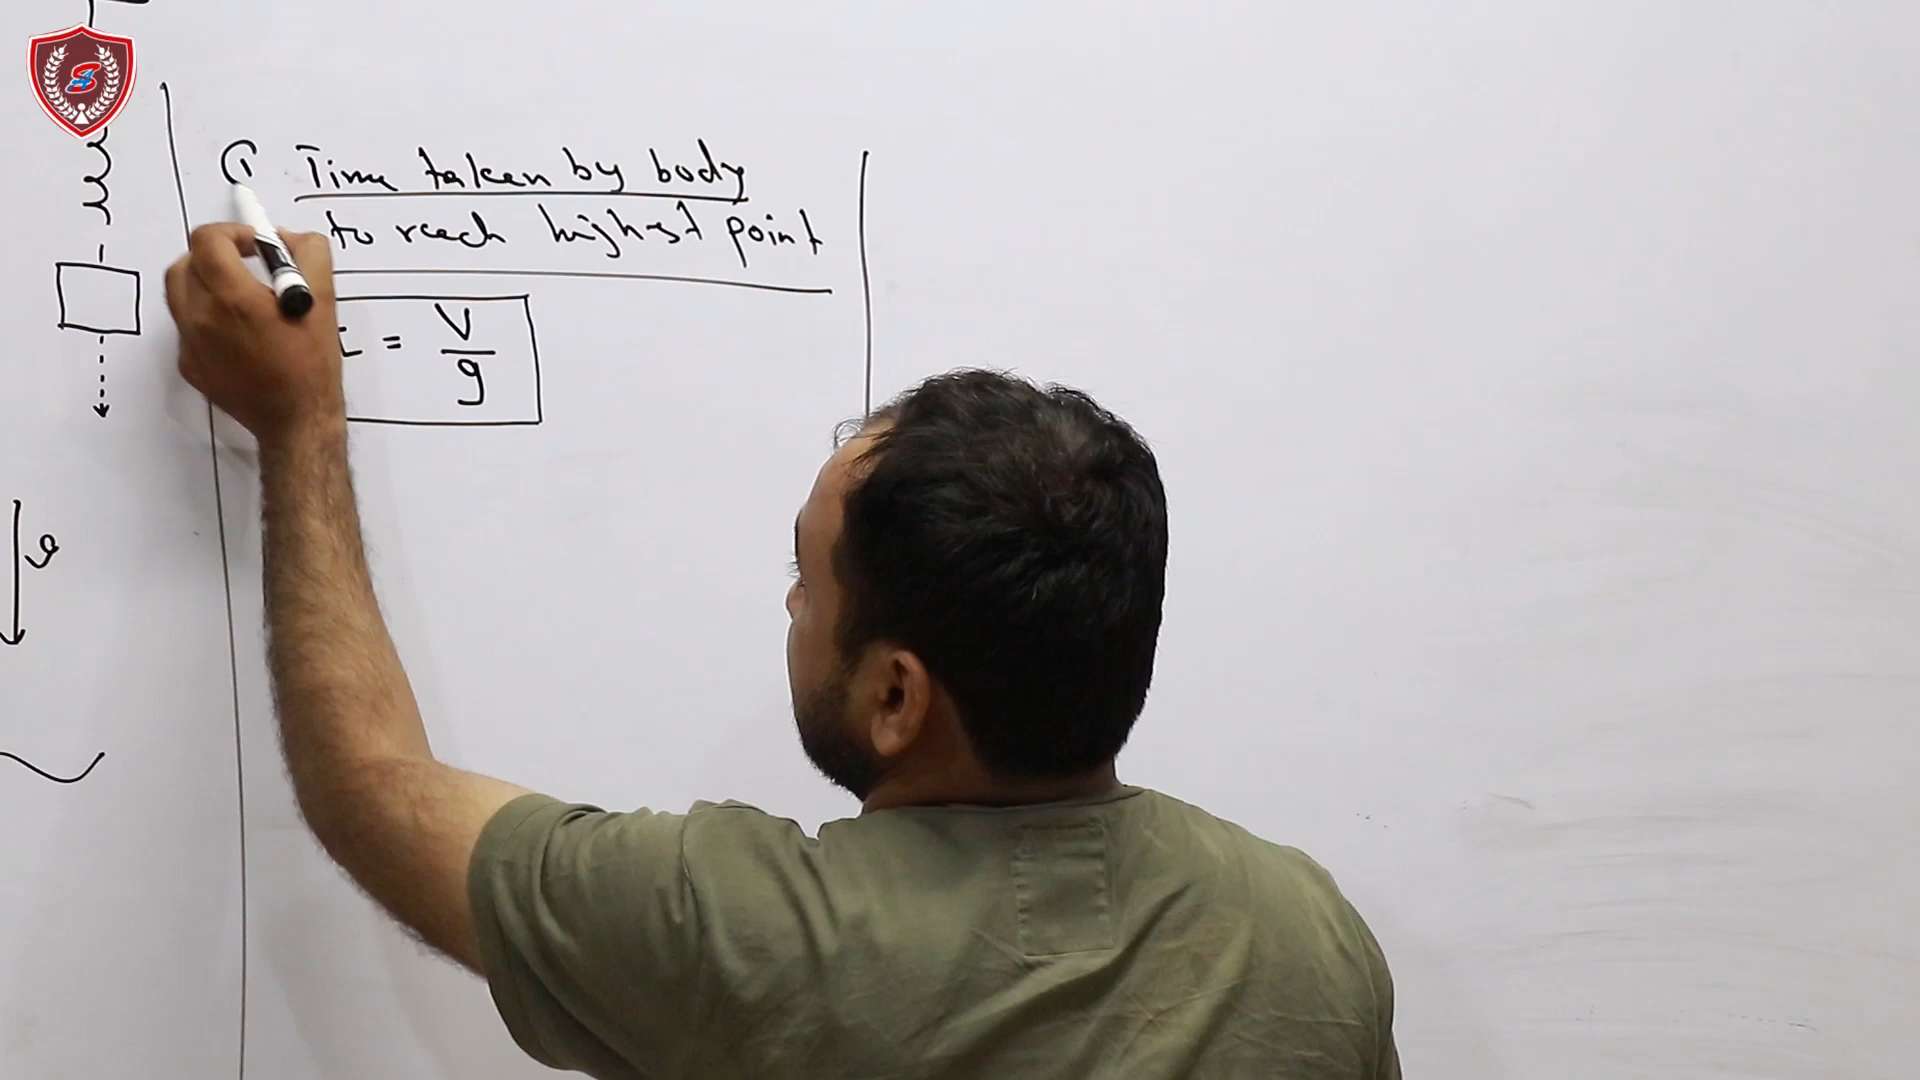 ① Time taken by body
to reach highest point
t = V/g
v